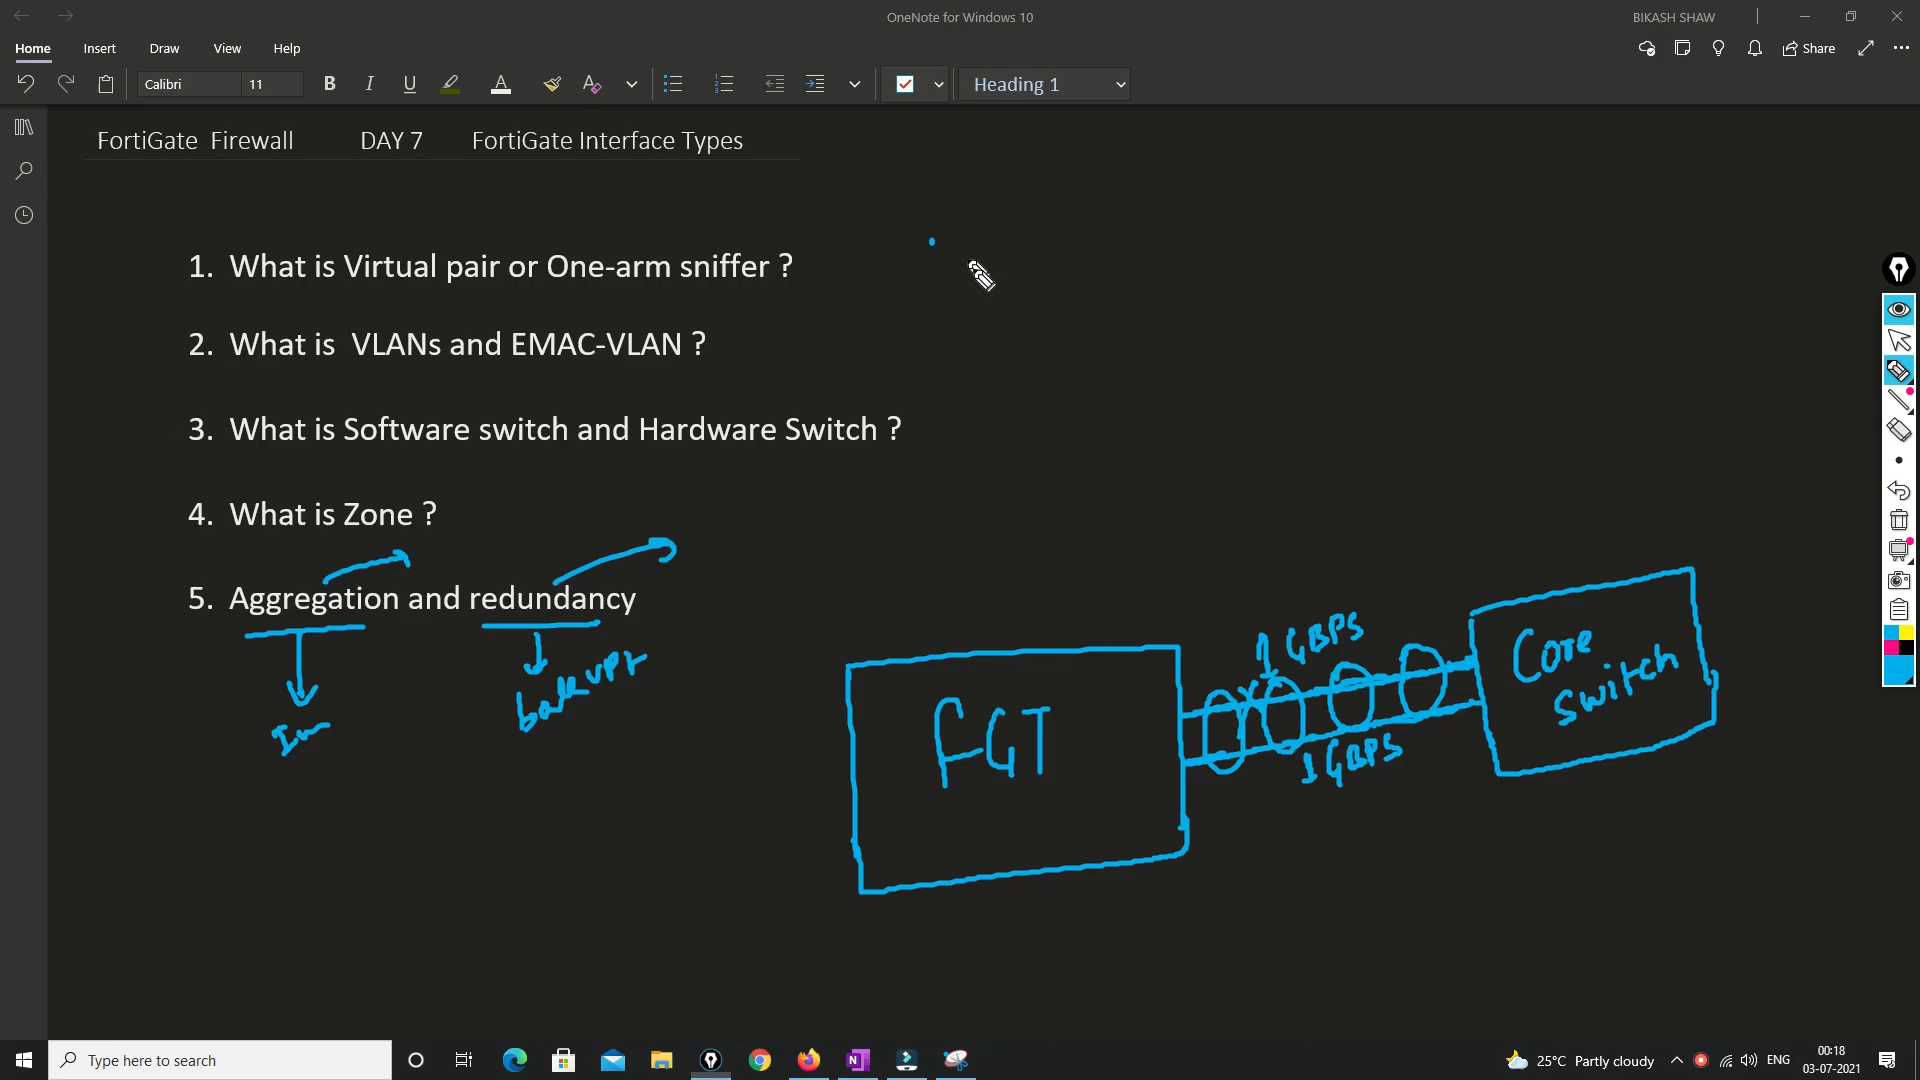 OneNote for Windows 10
BIKASH SHAW
Home Insert Draw View Help
Share
Calibri 11 B I U A A Heading 1
FortiGate Firewall DAY 7 FortiGate Interface Types
1. What is Virtual pair or One-arm sniffer ?
2. What is VLANs and EMAC-VLAN ?
3. What is Software switch and Hardware Switch ?
4. What is Zone ?
5. Aggregation and redundancy
1 GBPS
Core
Switch
FGT
1 GBPS
Type here to search
25°C Partly cloudy
ENG
00:18
03-07-2021